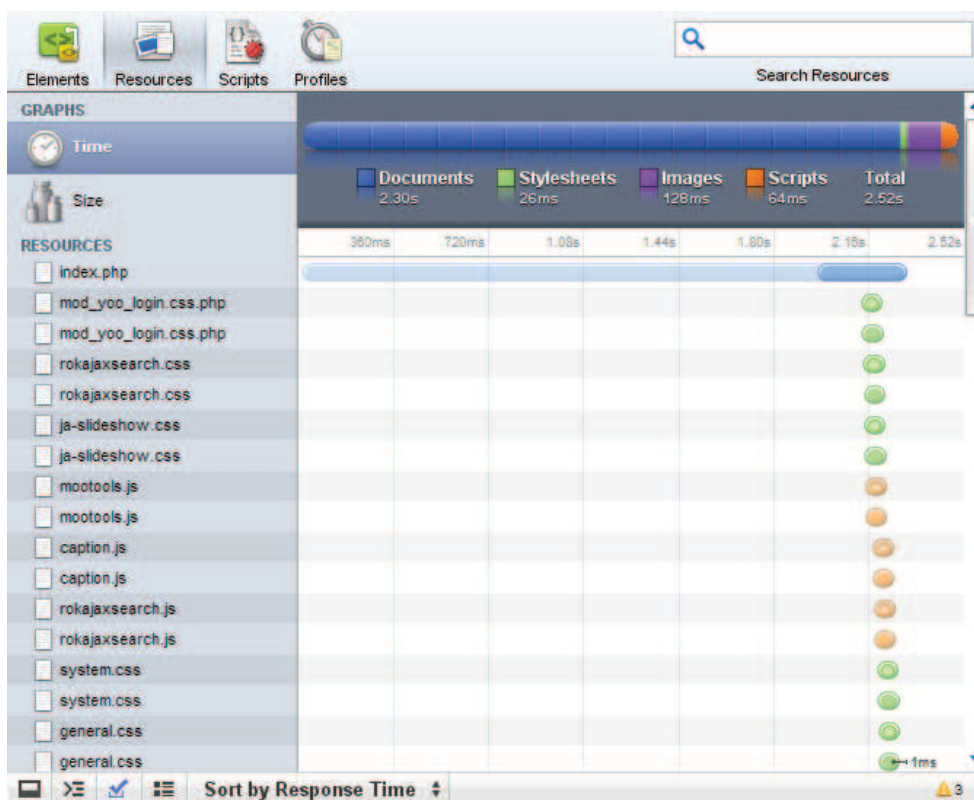 Elements Resources Scripts Profiles
Search Resources
GRAPHS
Time
Size
RESOURCES
Documents Stylesheets Images Scripts Total
2.30s 26ms 128ms 64ms 2.52s
360ms 720ms 1.08s 1.44s 1.80s 2.16s 2.52s
index.php
mod_yoo_login.css.php
mod_yoo_login.css.php
rokajaxsearch.css
rokajaxsearch.css
ja-slideshow.css
ja-slideshow.css
mootools.js
mootools.js
caption.js
caption.js
rokajaxsearch.js
rokajaxsearch.js
system.css
system.css
general.css
general.css
1ms
Sort by Response Time
3